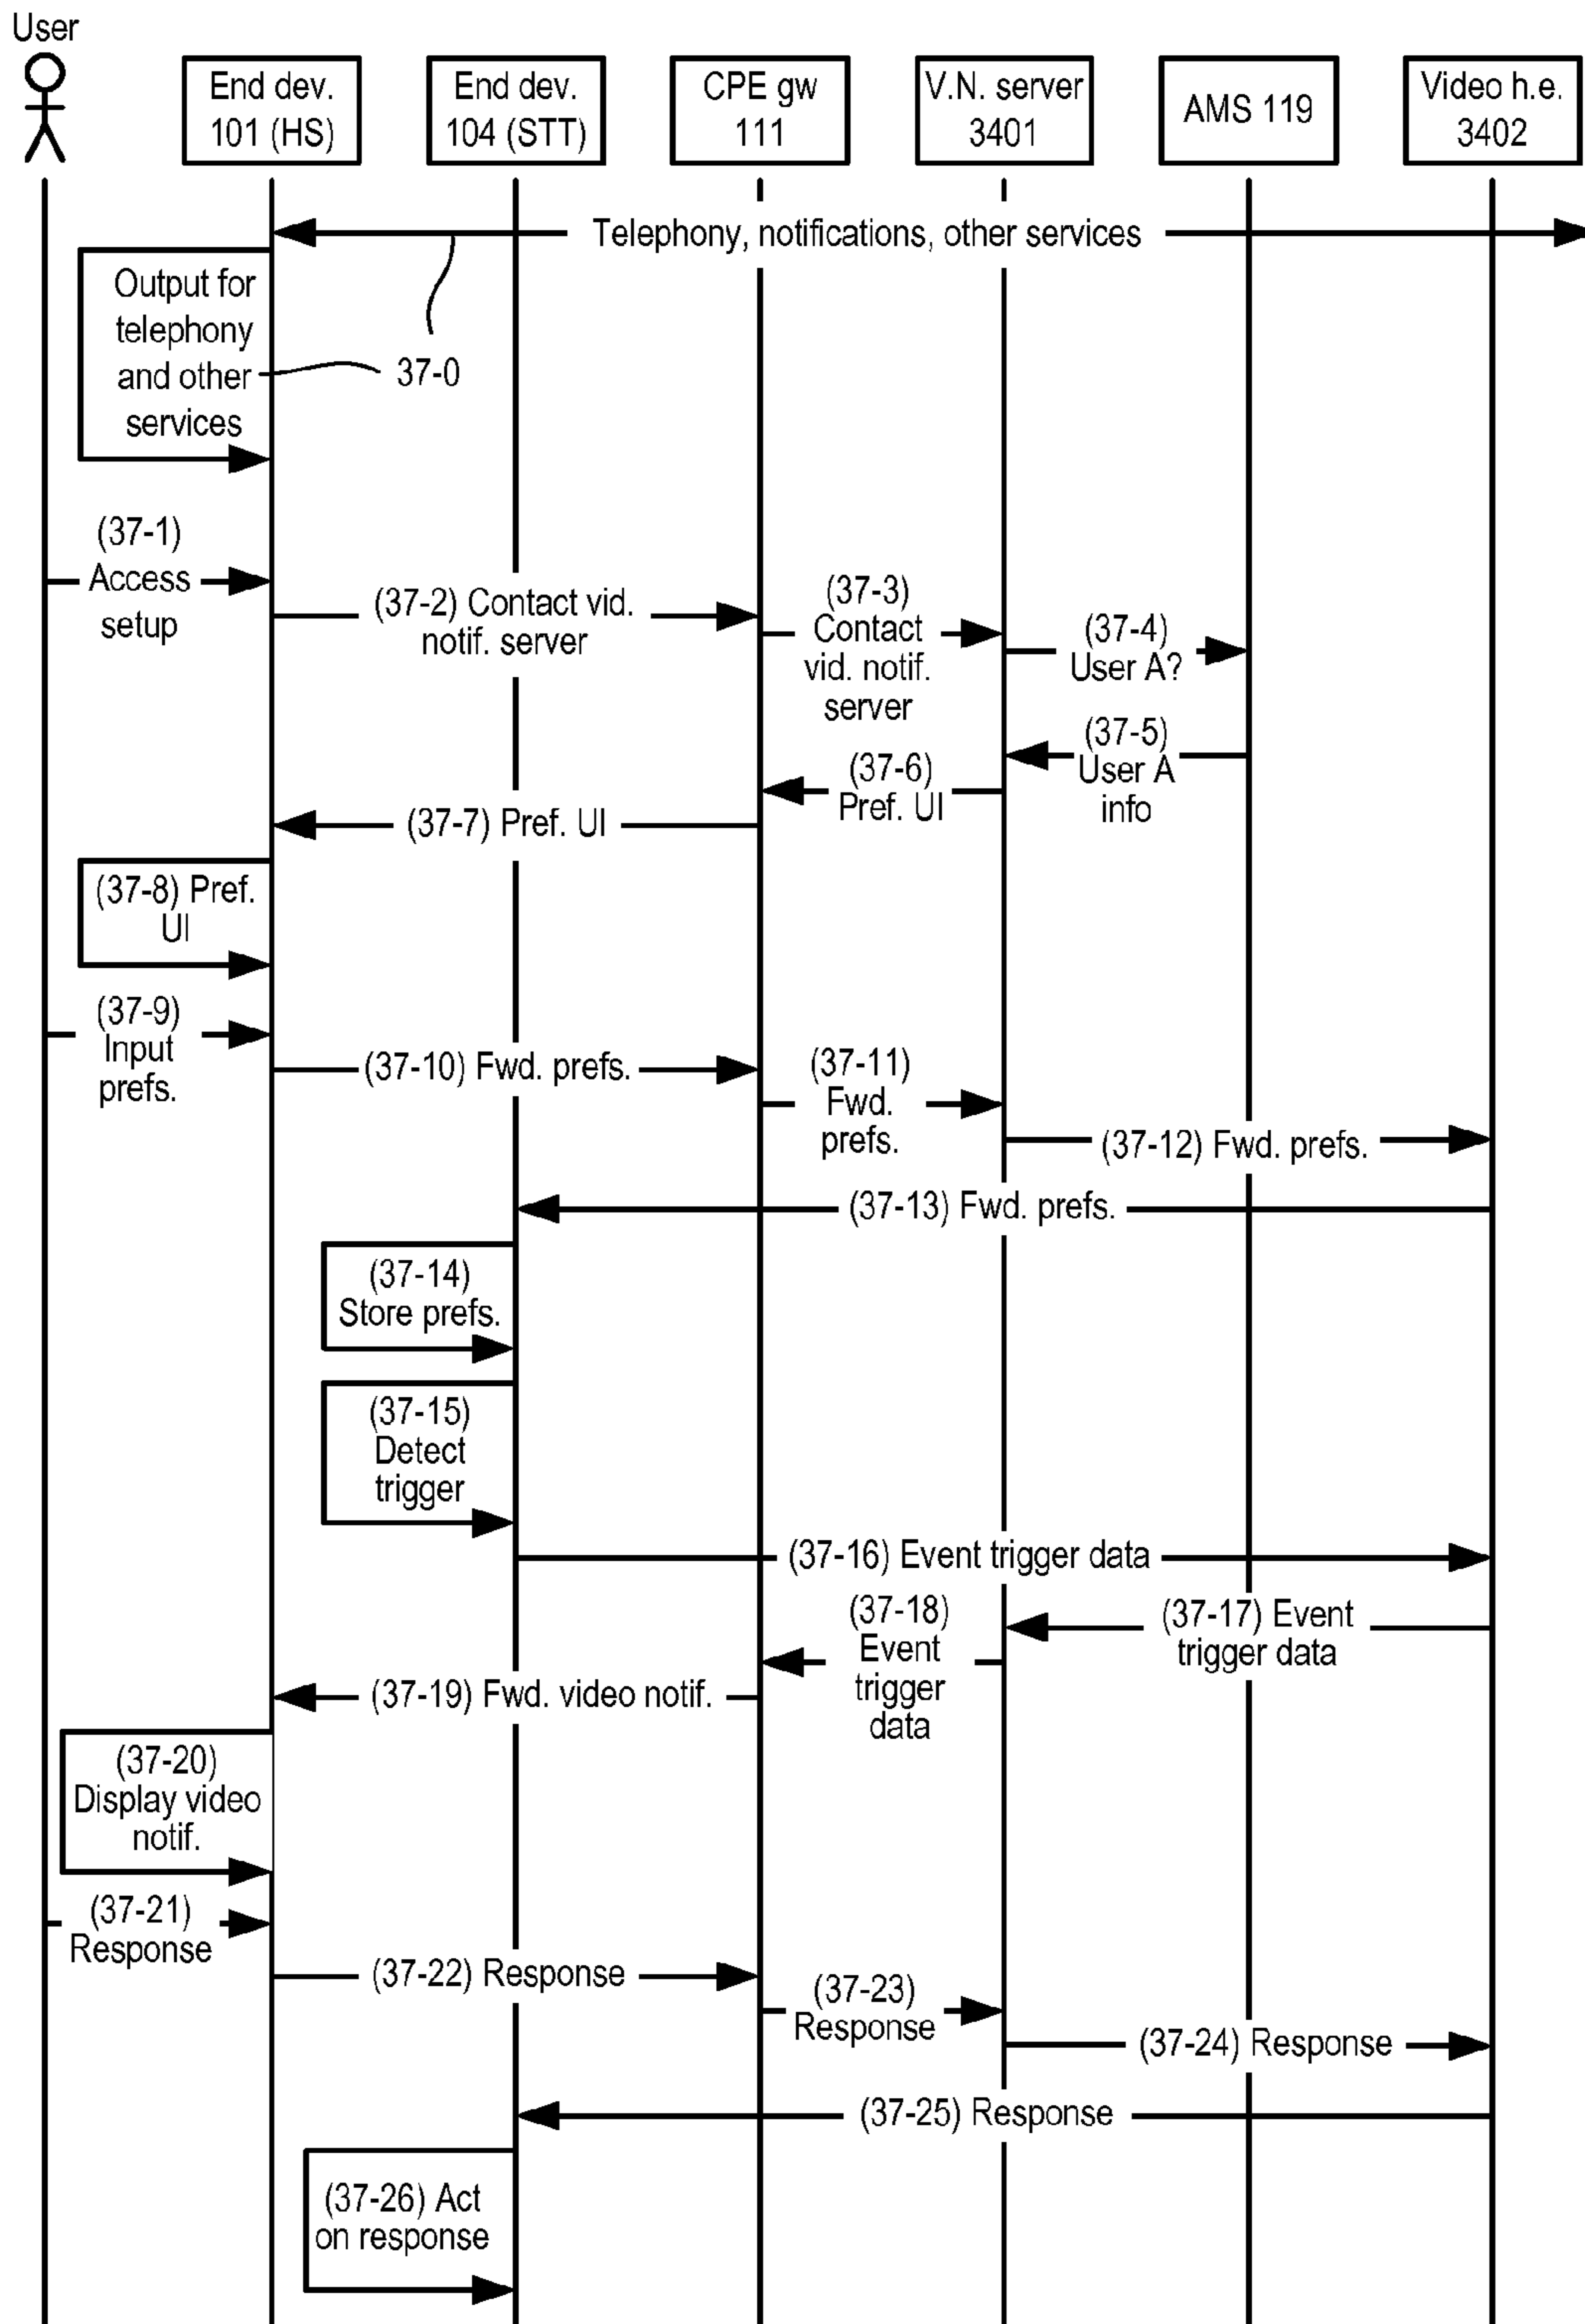 User
End dev.
101 (HS)
End dev.
104 (STT)
CPE gw
111
V.N. server
3401
AMS 119
Video h.e.
3402
Telephony, notifications, other services
Output for
telephony
and other
services
37-0
(37-1)
Access
setup
(37-2) Contact vid.
notif. server
(37-3)
Contact
vid. notif.
server
(37-4)
User A?
(37-5)
User A
info
(37-6)
Pref. UI
(37-7) Pref. UI
(37-8) Pref.
UI
(37-9)
Input
prefs.
(37-10) Fwd. prefs.
(37-11)
Fwd.
prefs.
(37-12) Fwd. prefs.
(37-13) Fwd. prefs.
(37-14)
Store prefs.
(37-15)
Detect
trigger
(37-16) Event trigger data
(37-17) Event
trigger data
(37-18)
Event
trigger
data
(37-19) Fwd. video notif.
(37-20)
Display video
notif.
(37-21)
Response
(37-22) Response
(37-23)
Response
(37-24) Response
(37-25) Response
(37-26) Act
on response